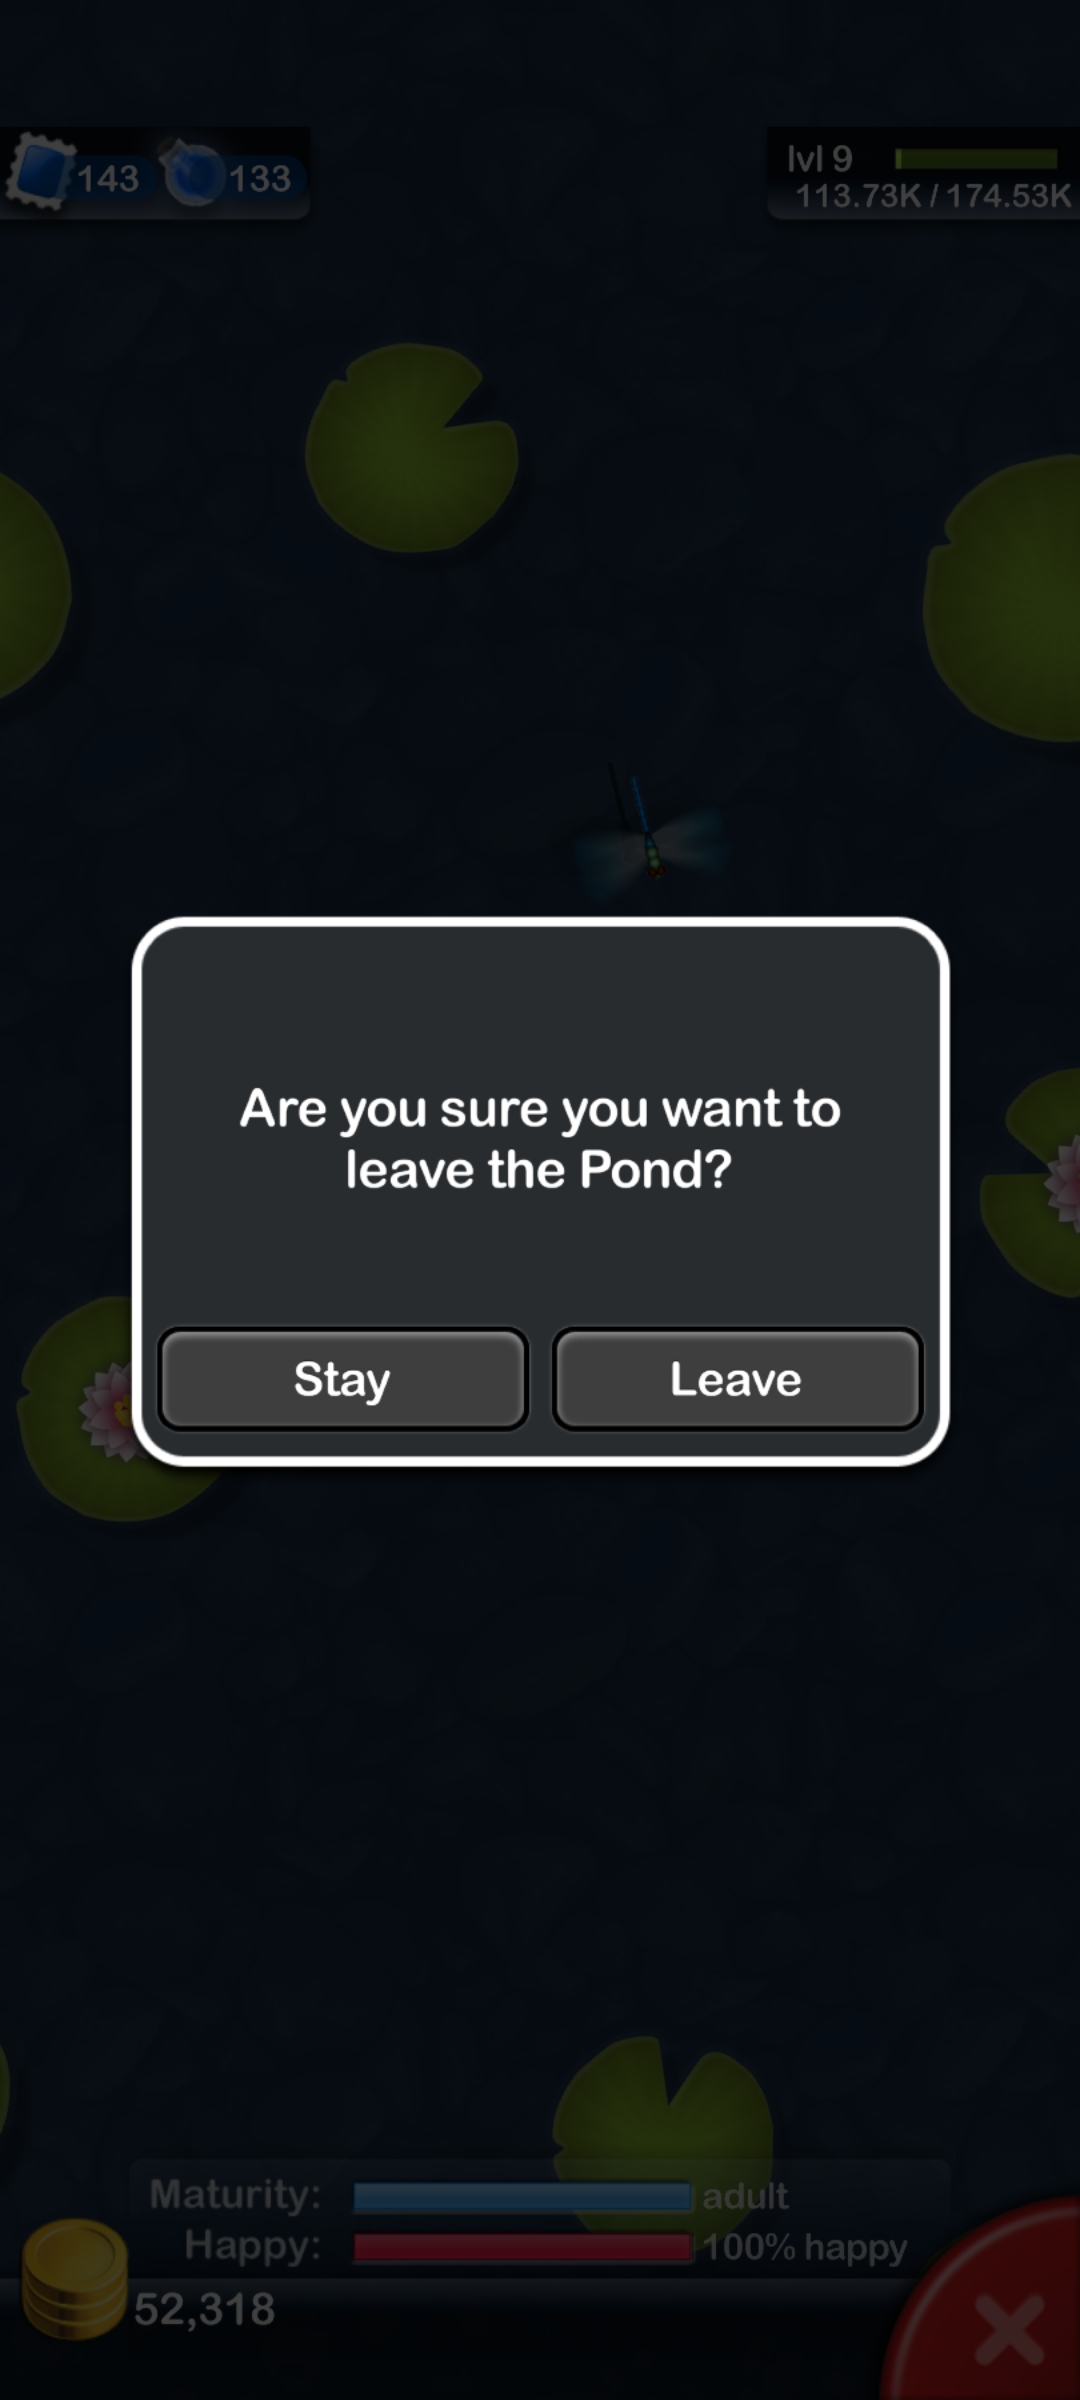 143 133
lvl 9
113.73K / 174.53K
Are you sure you want to
leave the Pond?
Stay Leave
Maturity: adult
Happy: 100% happy
52,318